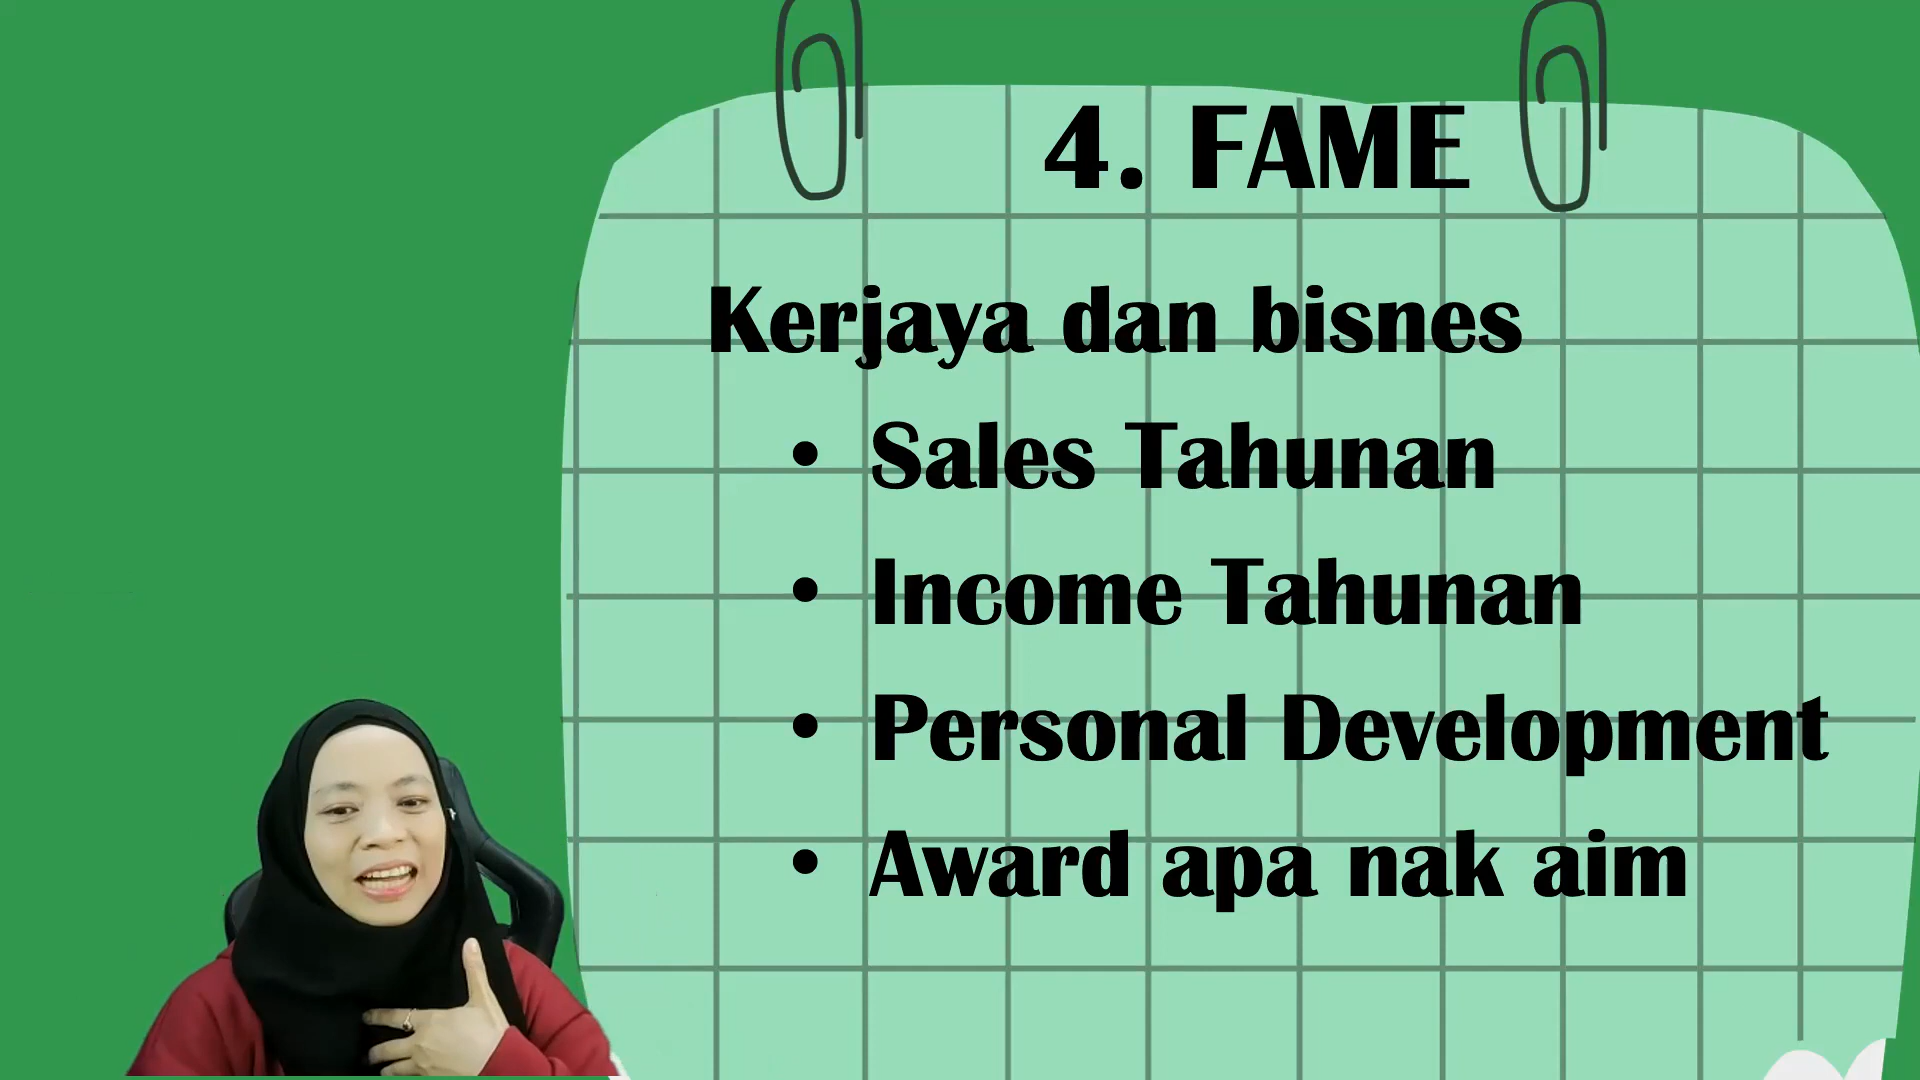 4. FAME
Kerjaya dan bisnes
• Sales Tahunan
• Income Tahunan
• Personal Development
• Award apa nak aim